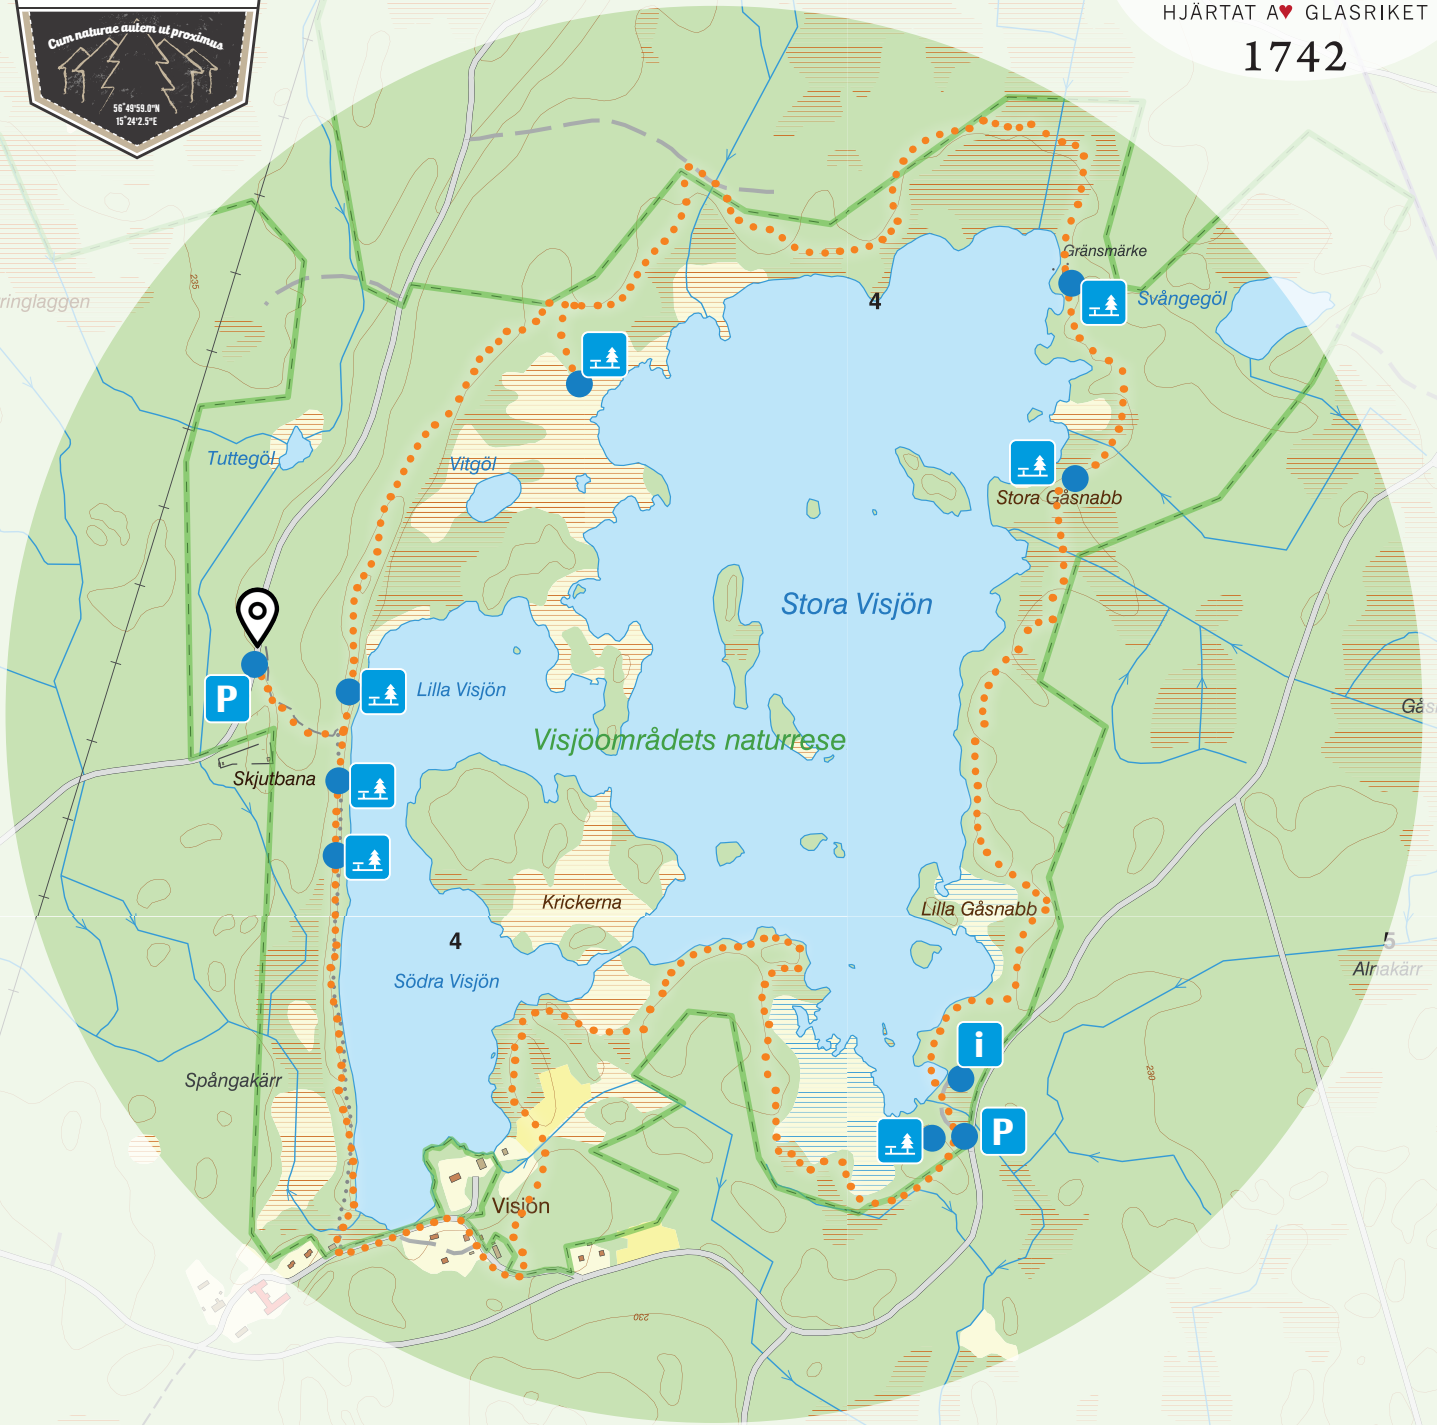 Cum naturae autem ut proximus
56°49'59.0"N
15°24'2.5"E
HJÄRTAT A♥ GLASRIKET
1742
235
Gränsmärke
ringlaggen
4
Svångegöl
Tuttegöl
Vitgöl
Stora Gåsnabb
Stora Visjön
P
Lilla Visjön
Gås
Visjöområdets naturrese
Skjutbana
Krickerna
Lilla Gåsnabb
4
5
Södra Visjön
Alnakärr
i
Spångakärr
230
P
Visjön
230